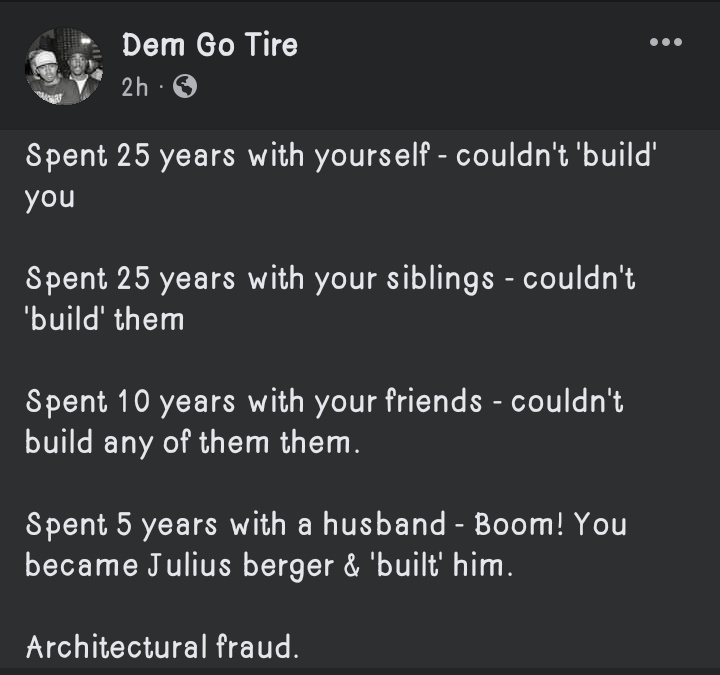 Dem Go Tire
2h ·
Spent 25 years with yourself - couldn't 'build'
you
Spent 25 years with your siblings - couldn't
'build' them
Spent 10 years with your friends - couldn't
build any of them them.
Spent 5 years with a husband - Boom! You
became Julius berger & 'built' him.
Architectural fraud.